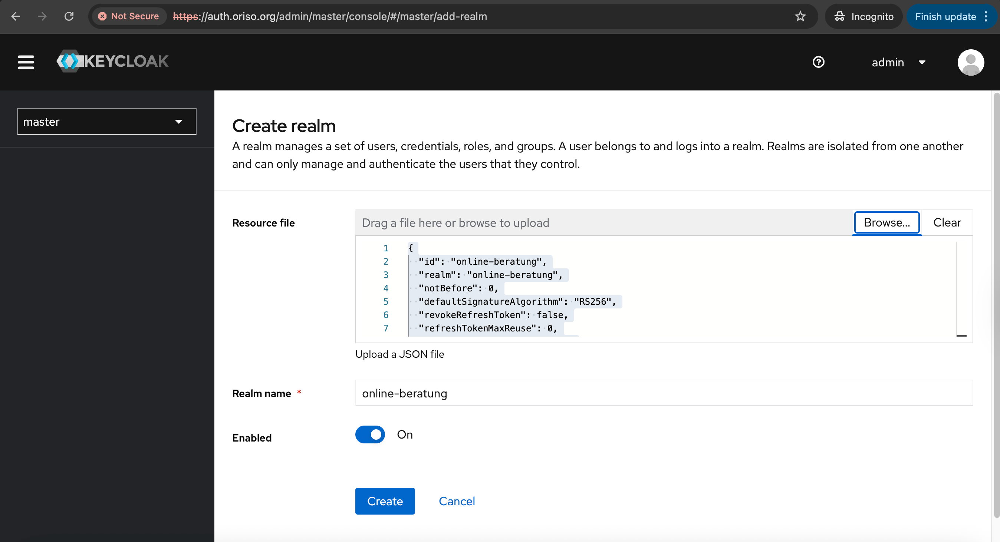 Not Secure https://auth.oriso.org/admin/master/console/#/master/add-realm Incognito Finish update
KEYCLOAK admin
master
Create realm
A realm manages a set of users, credentials, roles, and groups. A user belongs to and logs into a realm. Realms are isolated from one another
and can only manage and authenticate the users that they control.
Resource file Drag a file here or browse to upload Browse... Clear
1 {
2 "id": "online-beratung",
3 "realm": "online-beratung",
4 "notBefore": 0,
5 "defaultSignatureAlgorithm": "RS256",
6 "revokeRefreshToken": false,
7 "refreshTokenMaxReuse": 0,
Upload a JSON file
Realm name * online-beratung
Enabled On
Create Cancel